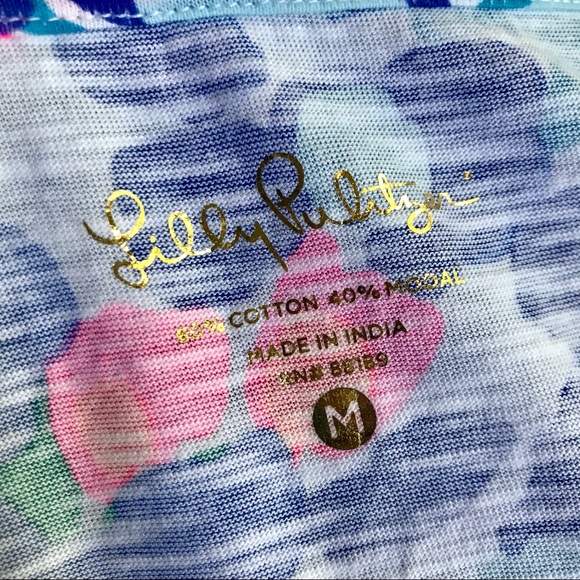 Lilly Pulitzer
60% COTTON 40% MODAL
MADE IN INDIA
RN# 88189
M